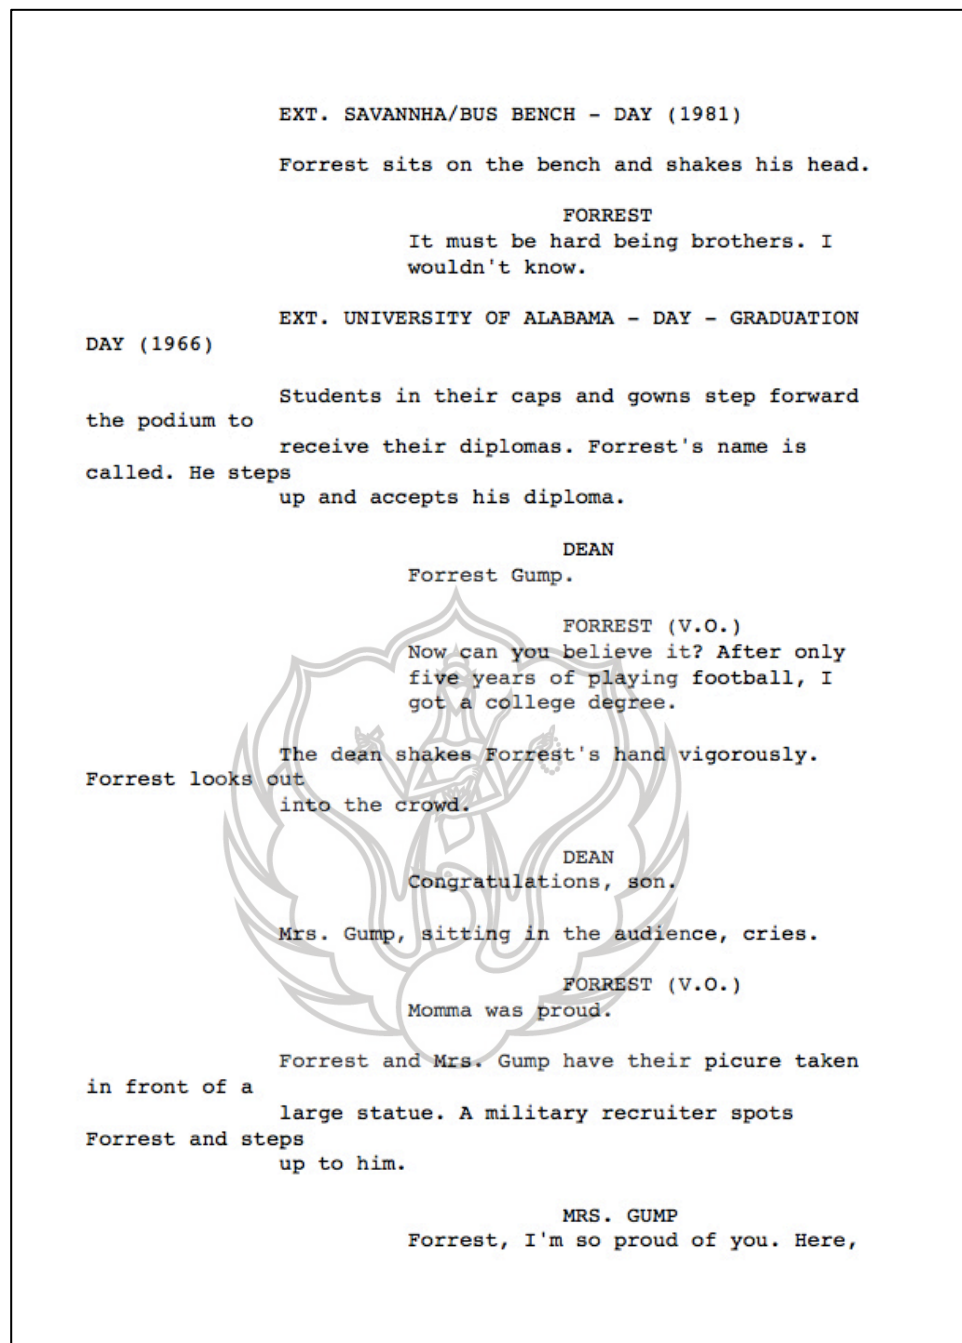 EXT. SAVANNHA/BUS BENCH - DAY (1981)
Forrest sits on the bench and shakes his head.
FORREST
It must be hard being brothers. I
wouldn't know.
EXT. UNIVERSITY OF ALABAMA - DAY - GRADUATION
DAY (1966)
Students in their caps and gowns step forward
the podium to
receive their diplomas. Forrest's name is
called. He steps
up and accepts his diploma.
DEAN
Forrest Gump.
FORREST (V.O.)
Now can you believe it? After only
five years of playing football, I
got a college degree.
The dean shakes Forrest's hand vigorously.
Forrest looks out
into the crowd.
DEAN
Congratulations, son.
Mrs. Gump, sitting in the audience, cries.
FORREST (V.O.)
Momma was proud.
Forrest and Mrs. Gump have their picure taken
in front of a
large statue. A military recruiter spots
Forrest and steps
up to him.
MRS. GUMP
Forrest, I'm so proud of you. Here,